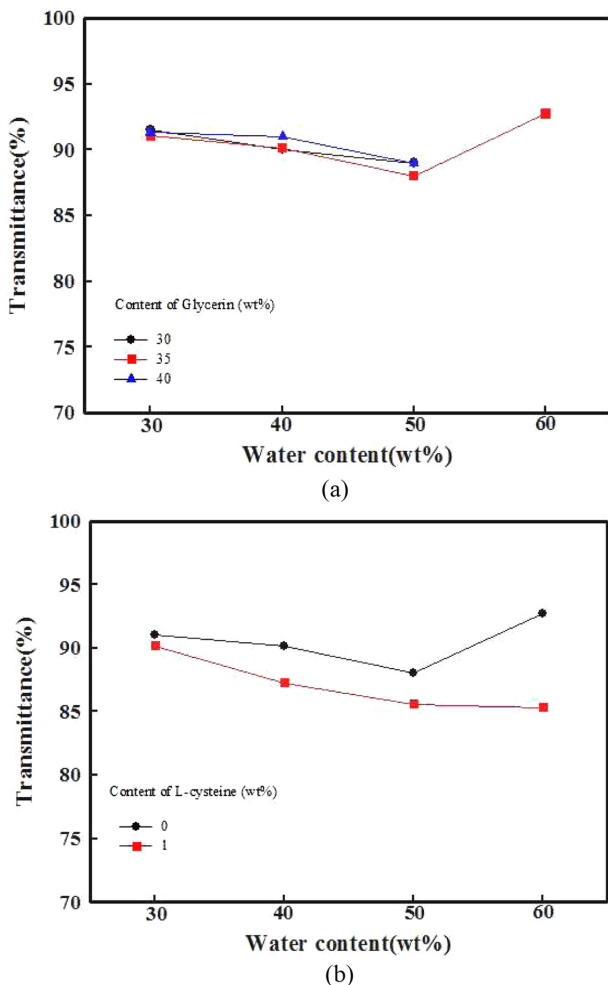 100
95
90
85
80
75
70
Transmittance(%)
Content of Glycerin (wt%)
30
35
40
30 40 50 60
Water content(wt%)
(a)
100
95
90
85
80
75
70
Transmittance(%)
Content of L-cysteine (wt%)
0
1
30 40 50 60
Water content(wt%)
(b)